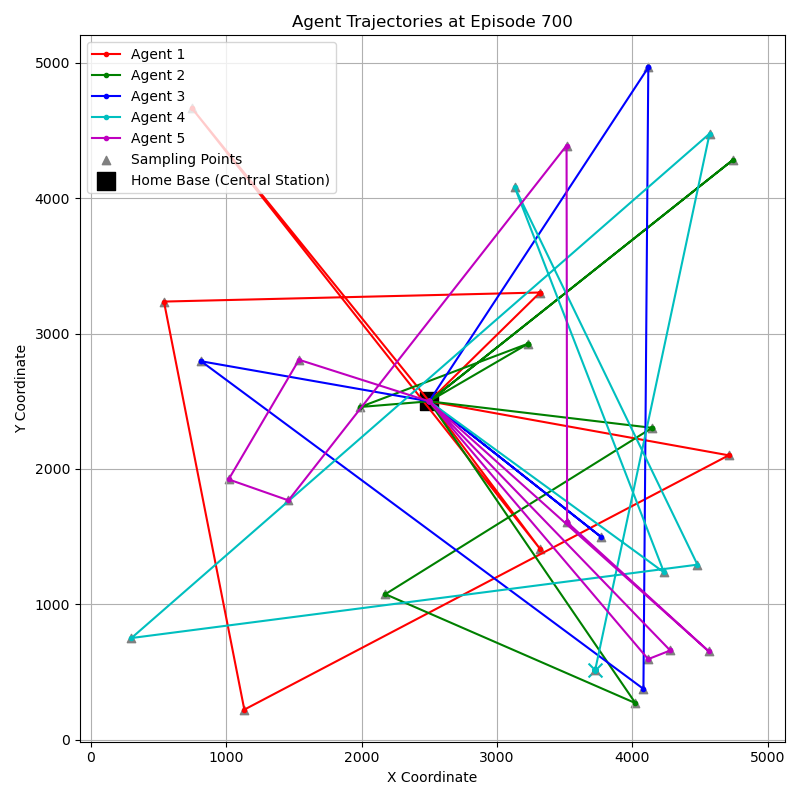 Agent Trajectories at Episode 700
Agent 1
Agent 2
Agent 3
Agent 4
Agent 5
Sampling Points
Home Base (Central Station)
Y Coordinate
5000
4000
3000
2000
1000
0
0 1000 2000 3000 4000 5000
X Coordinate